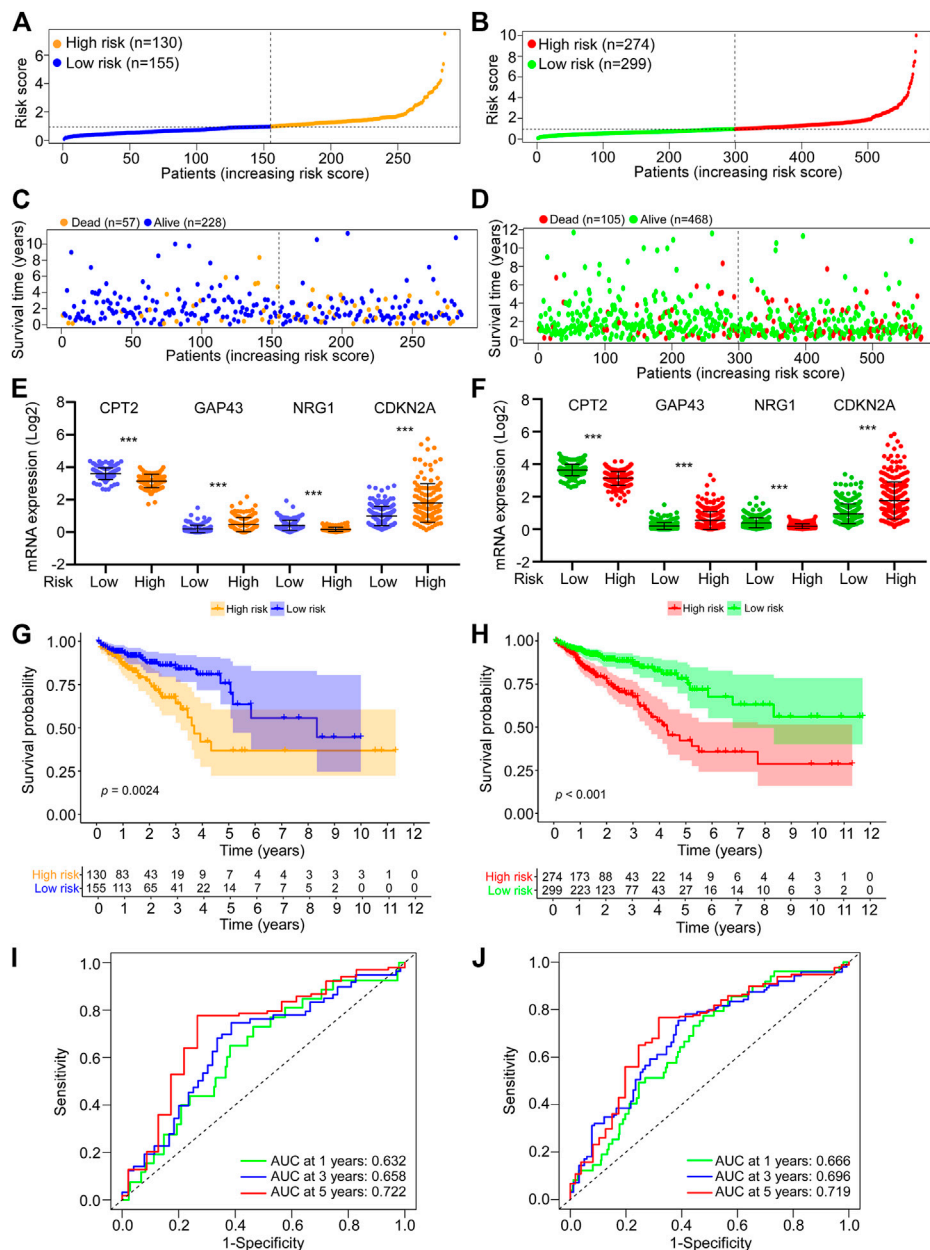 A
High risk (n=130)
Low risk (n=155)
Risk score
6
4
2
0
0 50 100 150 200 250
Patients (increasing risk score)
B
High risk (n=274)
Low risk (n=299)
Risk score
10
8
6
4
2
0
0 100 200 300 400 500
Patients (increasing risk score)
C
Dead (n=57) Alive (n=228)
Survival time (years)
10
8
6
4
2
0
0 50 100 150 200 250
Patients (increasing risk score)
D
Dead (n=105) Alive (n=468)
Survival time (years)
12
10
8
6
4
2
0
0 100 200 300 400 500
Patients (increasing risk score)
E
mRNA expression (Log2)
8
6
4
2
0
-2
CPT2 GAP43 NRG1 CDKN2A
*** *** *** ***
Risk Low High Low High Low High Low High
F
mRNA expression (Log2)
8
6
4
2
0
-2
CPT2 GAP43 NRG1 CDKN2A
*** *** *** ***
Risk Low High Low High Low High Low High
G
High risk Low risk
Survival probability
1.00
0.75
0.50
0.25
0.00
p = 0.0024
0 1 2 3 4 5 6 7 8 9 10 11 12
Time (years)
High risk 130 83 43 19 9 7 4 4 3 3 3 1 0
Low risk 155 113 65 41 22 14 7 7 5 2 0 0 0
0 1 2 3 4 5 6 7 8 9 10 11 12
Time (years)
H
High risk Low risk
Survival probability
1.00
0.75
0.50
0.25
0.00
p < 0.001
0 1 2 3 4 5 6 7 8 9 10 11 12
Time (years)
High risk 274 173 88 43 22 14 9 6 4 4 3 1 0
Low risk 299 223 123 77 43 27 16 14 10 6 3 2 0
0 1 2 3 4 5 6 7 8 9 10 11 12
Time (years)
I
Sensitivity
1.0
0.8
0.6
0.4
0.2
0.0
AUC at 1 years: 0.632
AUC at 3 years: 0.658
AUC at 5 years: 0.722
0.0 0.2 0.4 0.6 0.8 1.0
1-Specificity
J
Sensitivity
1.0
0.8
0.6
0.4
0.2
0.0
AUC at 1 years: 0.666
AUC at 3 years: 0.696
AUC at 5 years: 0.719
0.0 0.2 0.4 0.6 0.8 1.0
1-Specificity